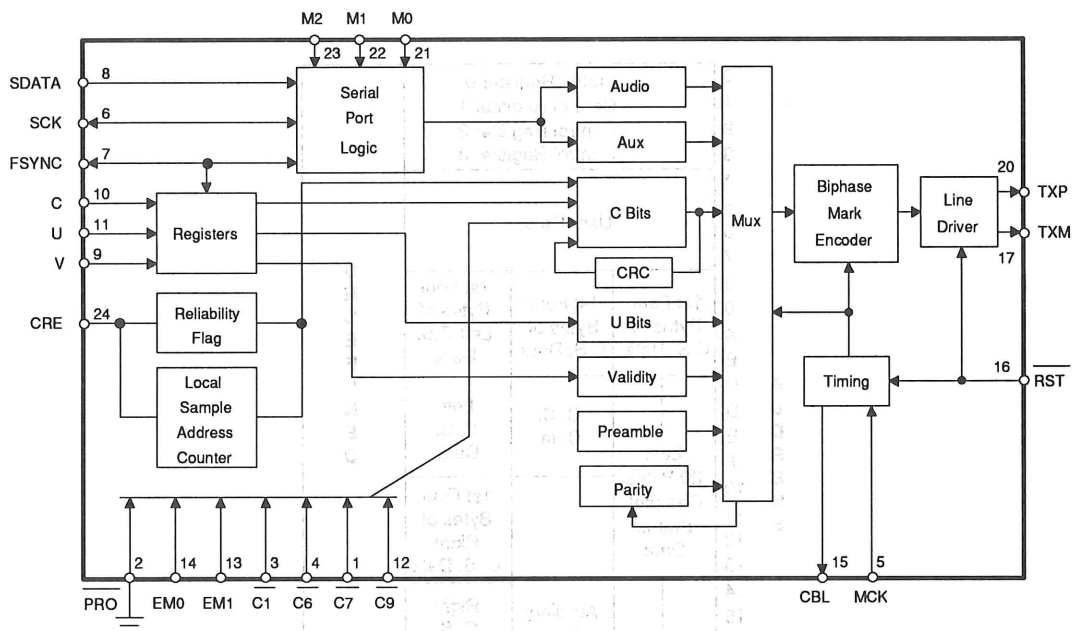 M2 M1 M0
23 22 21
SDATA 8
SCK 6
FSYNC 7
C 10
U 11
V 9
CRE 24
Serial
Port
Logic
Registers
Reliability
Flag
Local
Sample
Address
Counter
Audio
Aux
C Bits
CRC
U Bits
Validity
Preamble
Parity
Mux
Biphase
Mark
Encoder
Line
Driver
20 TXP
TXM
17
Timing
16 RST
2 14 13 3 4 1 12
PRO EM0 EM1 C1 C6 C7 C9
15 5
CBL MCK